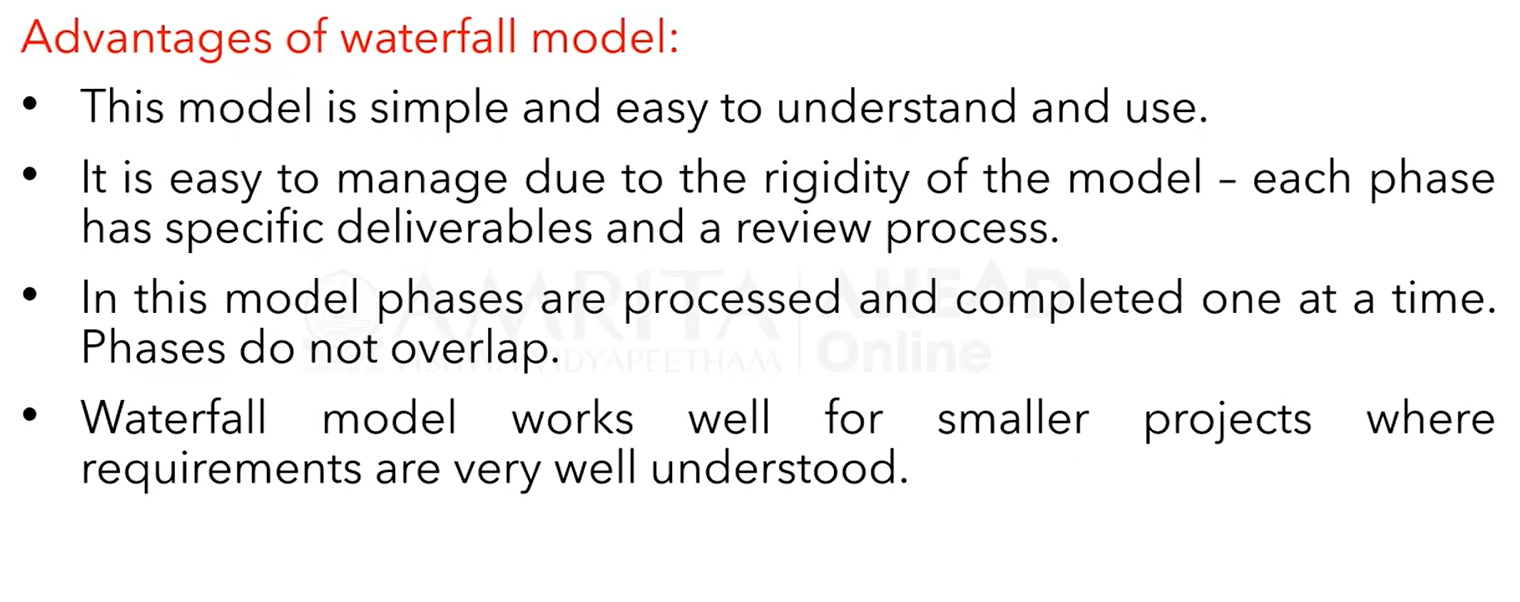 Advantages of waterfall model:
• This model is simple and easy to understand and use.
• It is easy to manage due to the rigidity of the model – each phase
has specific deliverables and a review process.
• In this model phases are processed and completed one at a time.
Phases do not overlap.
• Waterfall model works well for smaller projects where
requirements are very well understood.
AMRITA
VISHWA VIDYAPEETHAM
AHEAD
Online